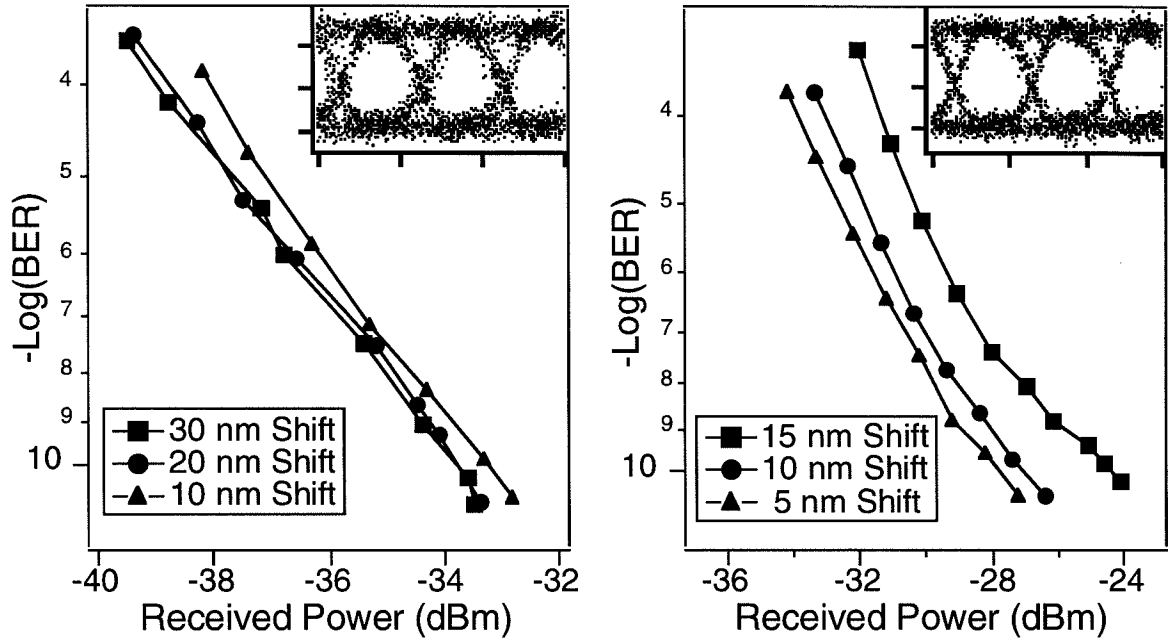 -Log(BER)
4
5
6
7
8
9
10
30 nm Shift
20 nm Shift
10 nm Shift
-40 -38 -36 -34 -32
Received Power (dBm)
-Log(BER)
4
5
6
7
8
9
10
15 nm Shift
10 nm Shift
5 nm Shift
-36 -32 -28 -24
Received Power (dBm)